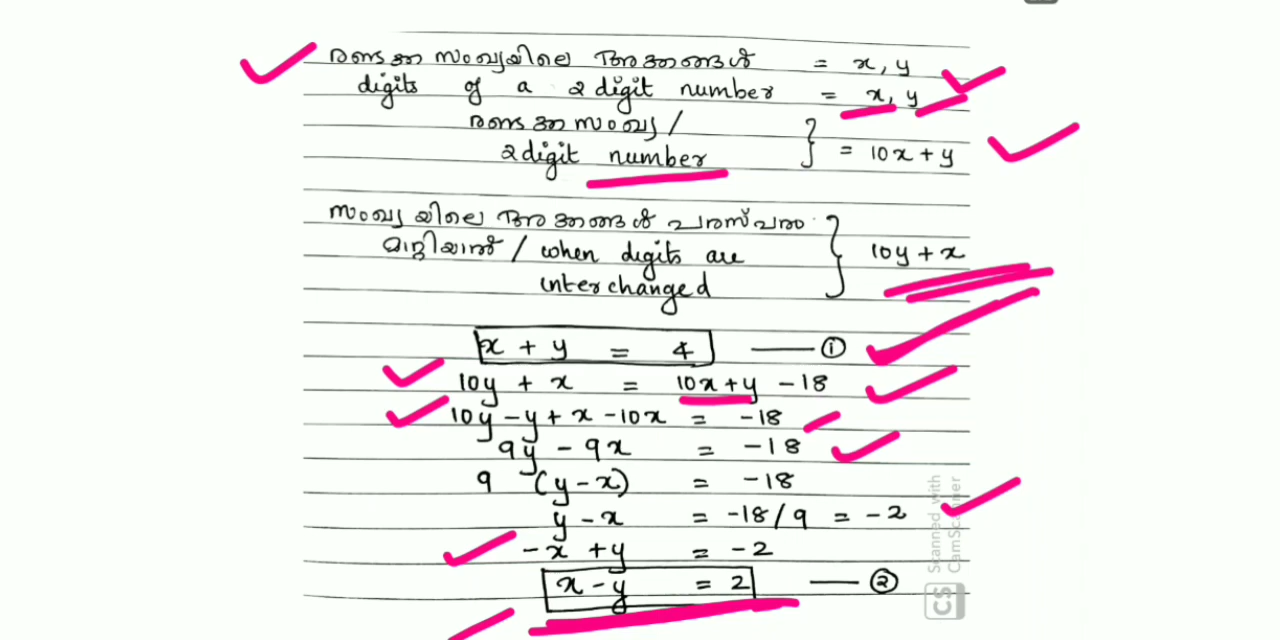 രണ്ടക്ക സംഖ്യയിലെ അക്കങ്ങൾ = x, y
digits of a 2 digit number = x, y
രണ്ടക്കസംഖ്യ /
2 digit number } = 10x + y
സംഖ്യയിലെ അക്കങ്ങൾ പരസ്പരം
മാറ്റിയാൽ / when digits are
interchanged } 10y + x
x + y = 4 —— ①
10y + x = 10x + y - 18
10y - y + x - 10x = -18
9y - 9x = -18
9 (y - x) = -18
y - x = -18/9 = -2
-x + y = -2
x - y = 2 —— ②
Scanned with
CamScanner
CS